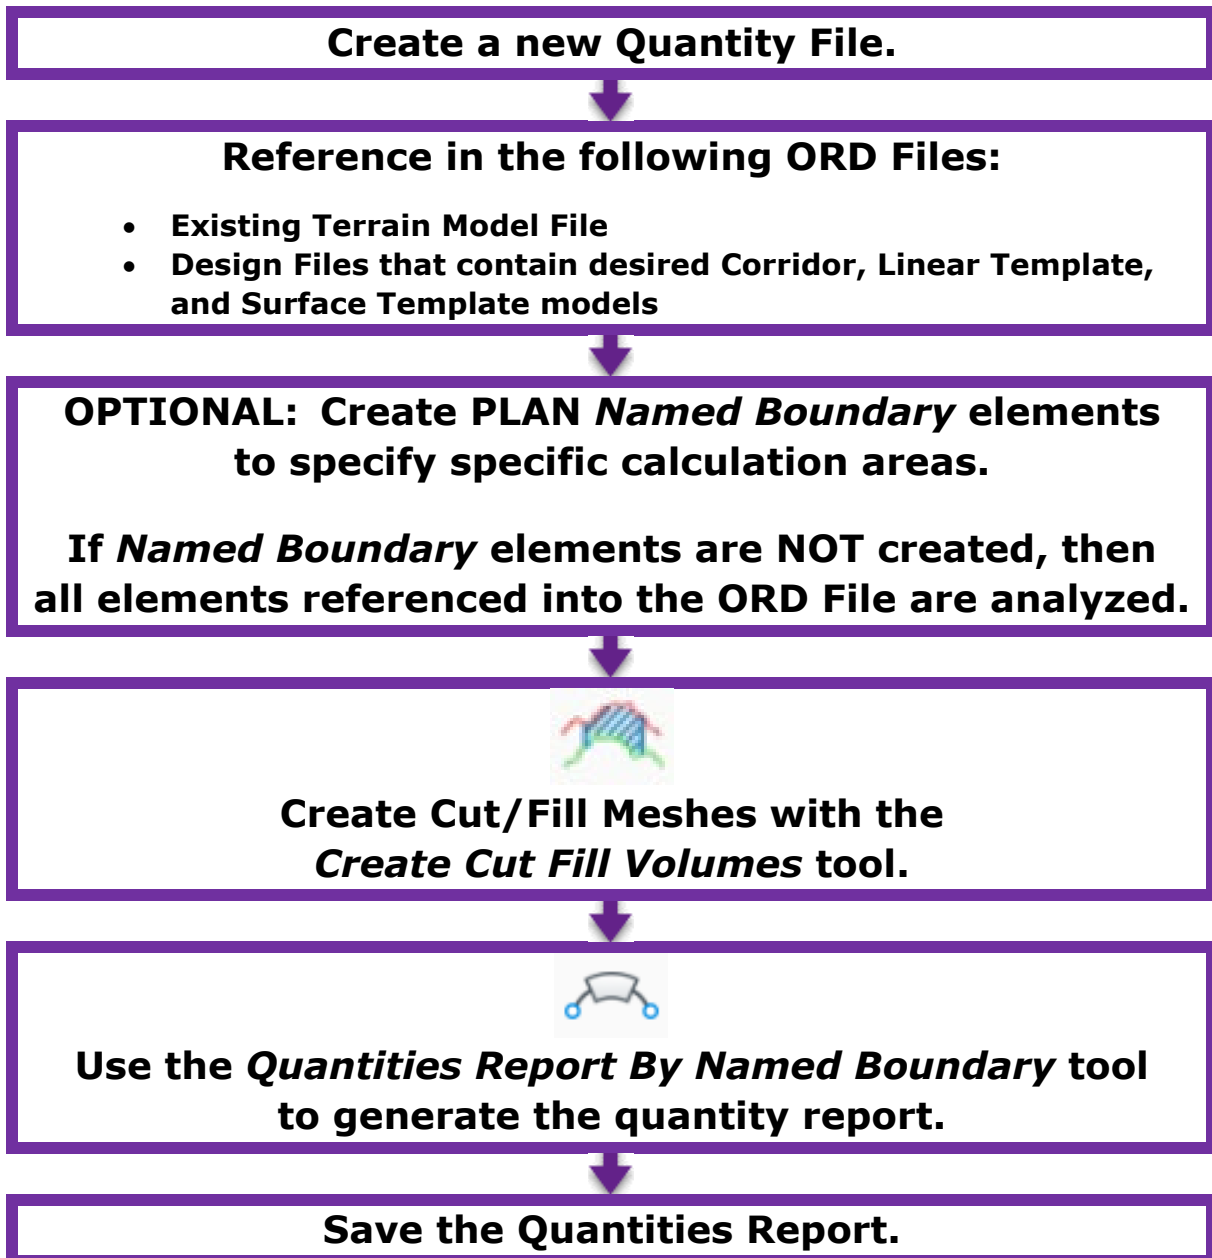 Create a new Quantity File.
Reference in the following ORD Files:
• Existing Terrain Model File
• Design Files that contain desired Corridor, Linear Template,
and Surface Template models
OPTIONAL: Create PLAN Named Boundary elements
to specify specific calculation areas.
If Named Boundary elements are NOT created, then
all elements referenced into the ORD File are analyzed.
Create Cut/Fill Meshes with the
Create Cut Fill Volumes tool.
Use the Quantities Report By Named Boundary tool
to generate the quantity report.
Save the Quantities Report.